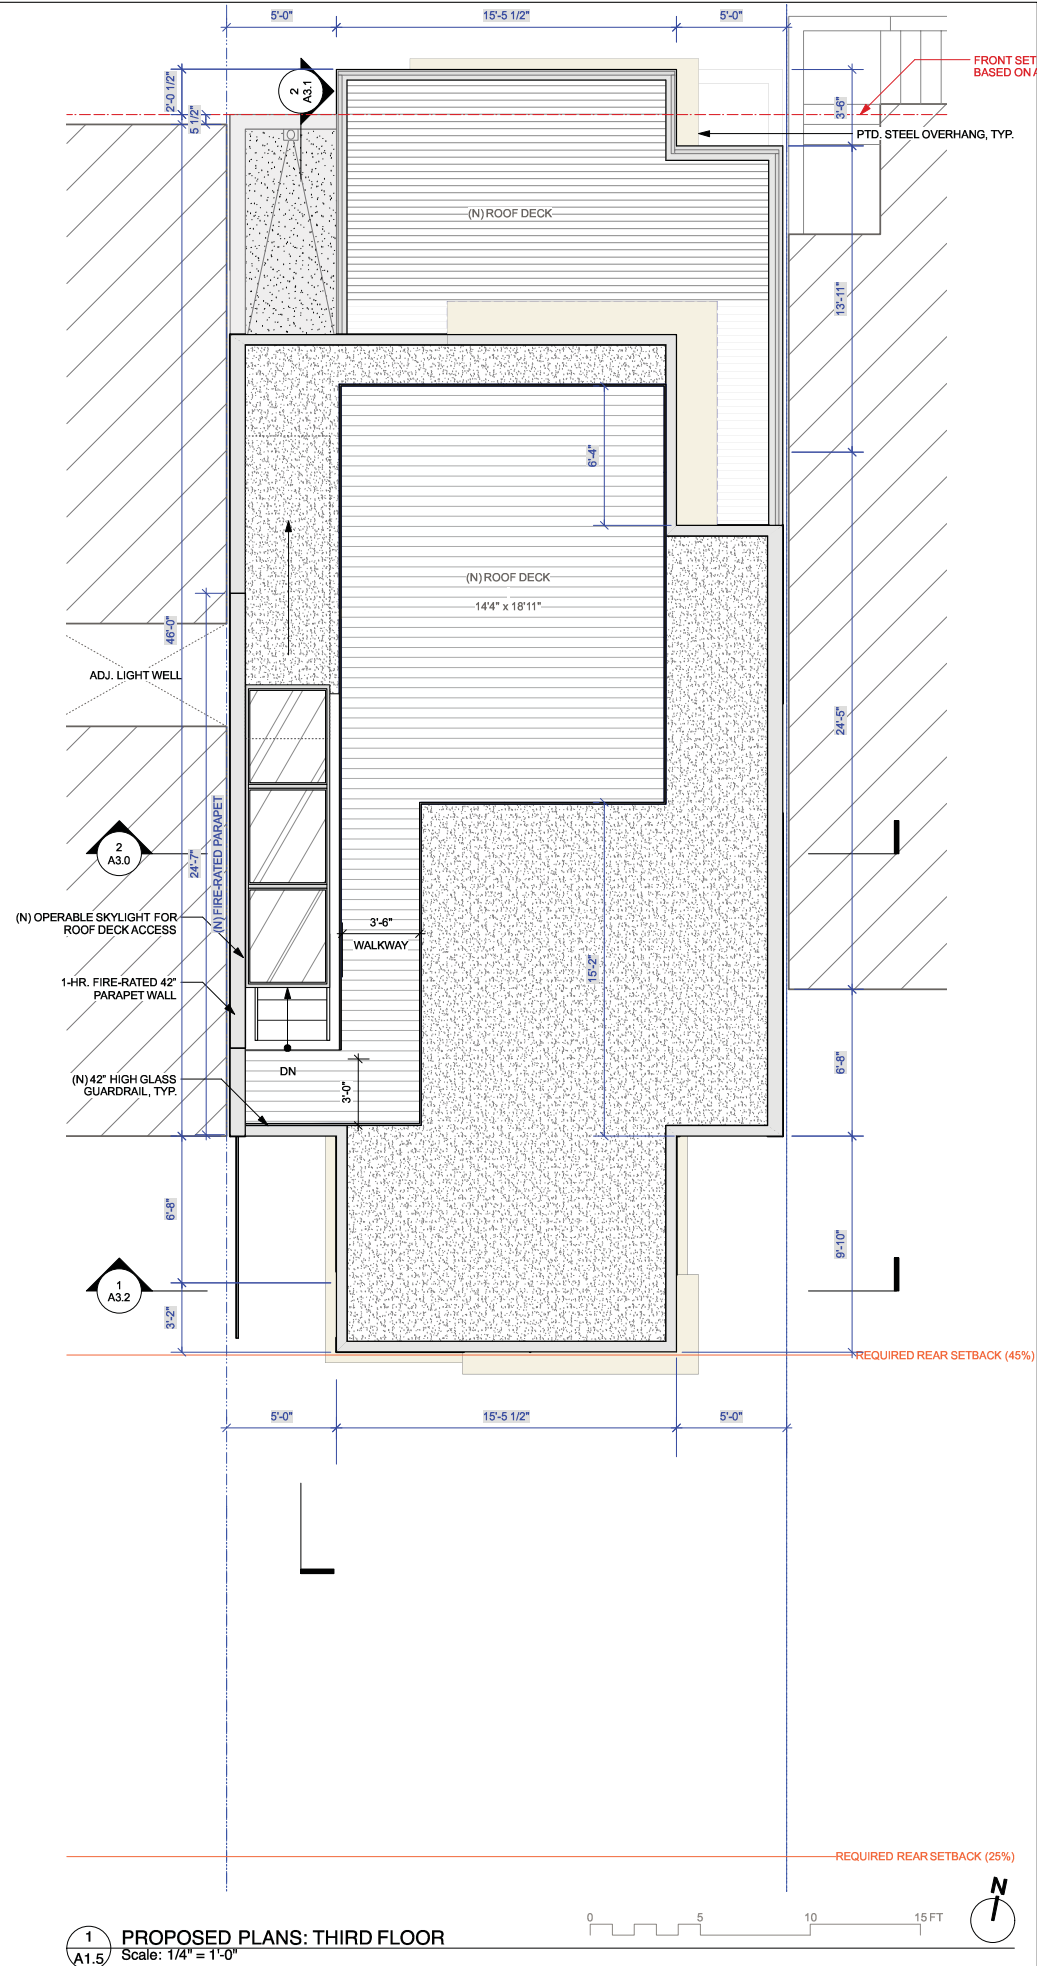 5'-0"
15'-5 1/2"
5'-0"
2'-0 1/2"
5 1/2"
2
A3.1
3'-6"
FRONT SET
BASED ON A
PTD. STEEL OVERHANG, TYP.
(N) ROOF DECK
13'-11"
6'-4"
(N) ROOF DECK
14'4" x 18'11"
46'-0"
ADJ. LIGHT WELL
24'-5"
2
A3.0
24'-7"
(N) FIRE-RATED PARAPET
(N) OPERABLE SKYLIGHT FOR
ROOF DECK ACCESS
3'-6"
WALKWAY
15'-2"
1-HR. FIRE-RATED 42"
PARAPET WALL
DN
3'-0"
6'-8"
(N) 42" HIGH GLASS
GUARDRAIL, TYP.
6'-8"
9'-10"
1
A3.2
3'-2"
REQUIRED REAR SETBACK (45%)
5'-0"
15'-5 1/2"
5'-0"
REQUIRED REAR SETBACK (25%)
N
0
5
10
15 FT
1
A1.5
PROPOSED PLANS: THIRD FLOOR
Scale: 1/4" = 1'-0"